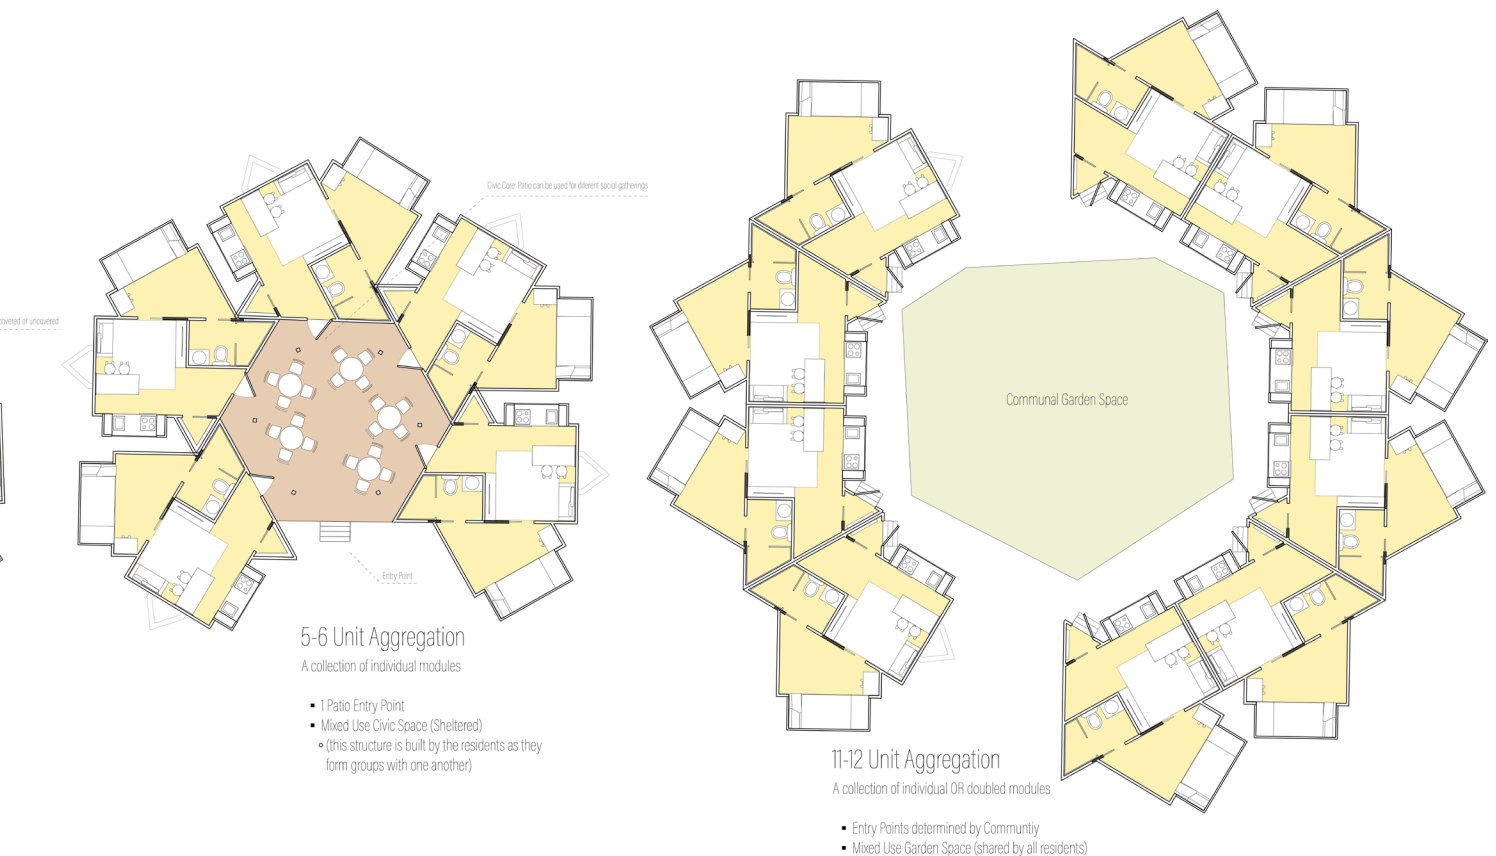 Civic Core: Patio can be used for diferent social gatherings
covered or uncovered
Communal Garden Space
Entry Point
5-6 Unit Aggregation
A collection of individual modules
▪ 1 Patio Entry Point
▪ Mixed Use Civic Space (Sheltered)
∘ (this structure is built by the residents as they
form groups with one another)
11-12 Unit Aggregation
A collection of individual OR doubled modules
▪ Entry Points determined by Communtiy
▪ Mixed Use Garden Space (shared by all residents)